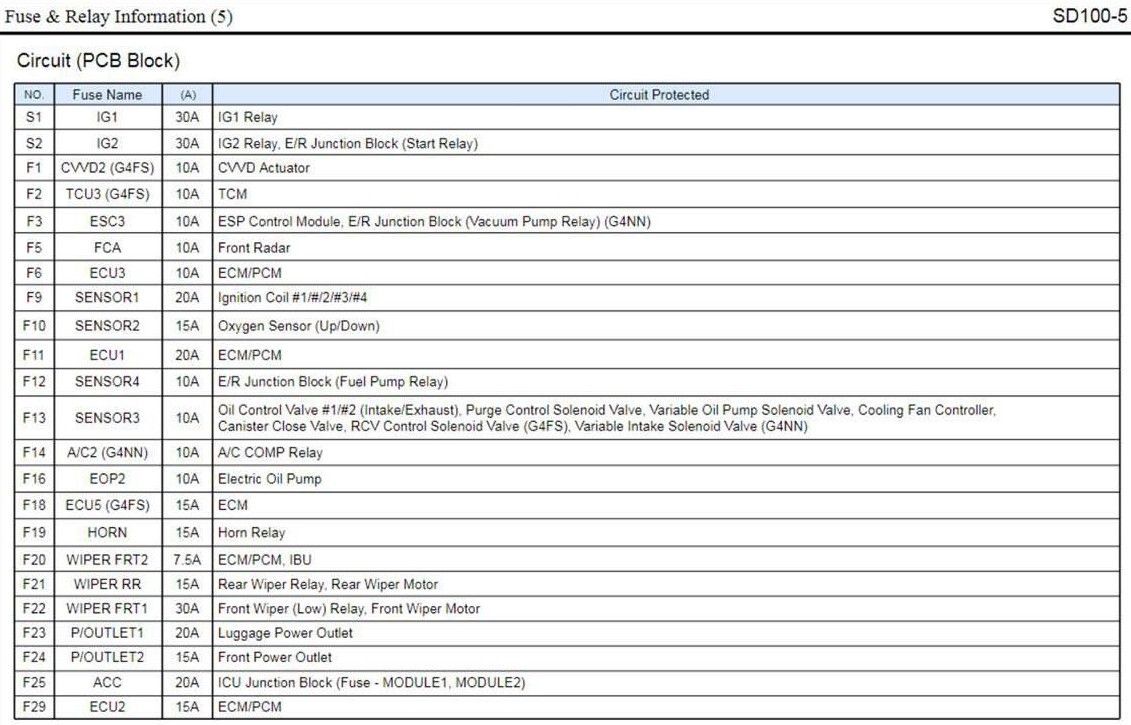 Fuse & Relay Information (5) SD100-5
Circuit (PCB Block)
NO. Fuse Name (A) Circuit Protected
S1 IG1 30A IG1 Relay
S2 IG2 30A IG2 Relay, E/R Junction Block (Start Relay)
F1 CVVD2 (G4FS) 10A CVVD Actuator
F2 TCU3 (G4FS) 10A TCM
F3 ESC3 10A ESP Control Module, E/R Junction Block (Vacuum Pump Relay) (G4NN)
F5 FCA 10A Front Radar
F6 ECU3 10A ECM/PCM
F9 SENSOR1 20A Ignition Coil #1/#/2/#3/#4
F10 SENSOR2 15A Oxygen Sensor (Up/Down)
F11 ECU1 20A ECM/PCM
F12 SENSOR4 10A E/R Junction Block (Fuel Pump Relay)
F13 SENSOR3 10A Oil Control Valve #1/#2 (Intake/Exhaust), Purge Control Solenoid Valve, Variable Oil Pump Solenoid Valve, Cooling Fan Controller,
Canister Close Valve, RCV Control Solenoid Valve (G4FS), Variable Intake Solenoid Valve (G4NN)
F14 A/C2 (G4NN) 10A A/C COMP Relay
F16 EOP2 10A Electric Oil Pump
F18 ECU5 (G4FS) 15A ECM
F19 HORN 15A Horn Relay
F20 WIPER FRT2 7.5A ECM/PCM, IBU
F21 WIPER RR 15A Rear Wiper Relay, Rear Wiper Motor
F22 WIPER FRT1 30A Front Wiper (Low) Relay, Front Wiper Motor
F23 P/OUTLET1 20A Luggage Power Outlet
F24 P/OUTLET2 15A Front Power Outlet
F25 ACC 20A ICU Junction Block (Fuse - MODULE1, MODULE2)
F29 ECU2 15A ECM/PCM